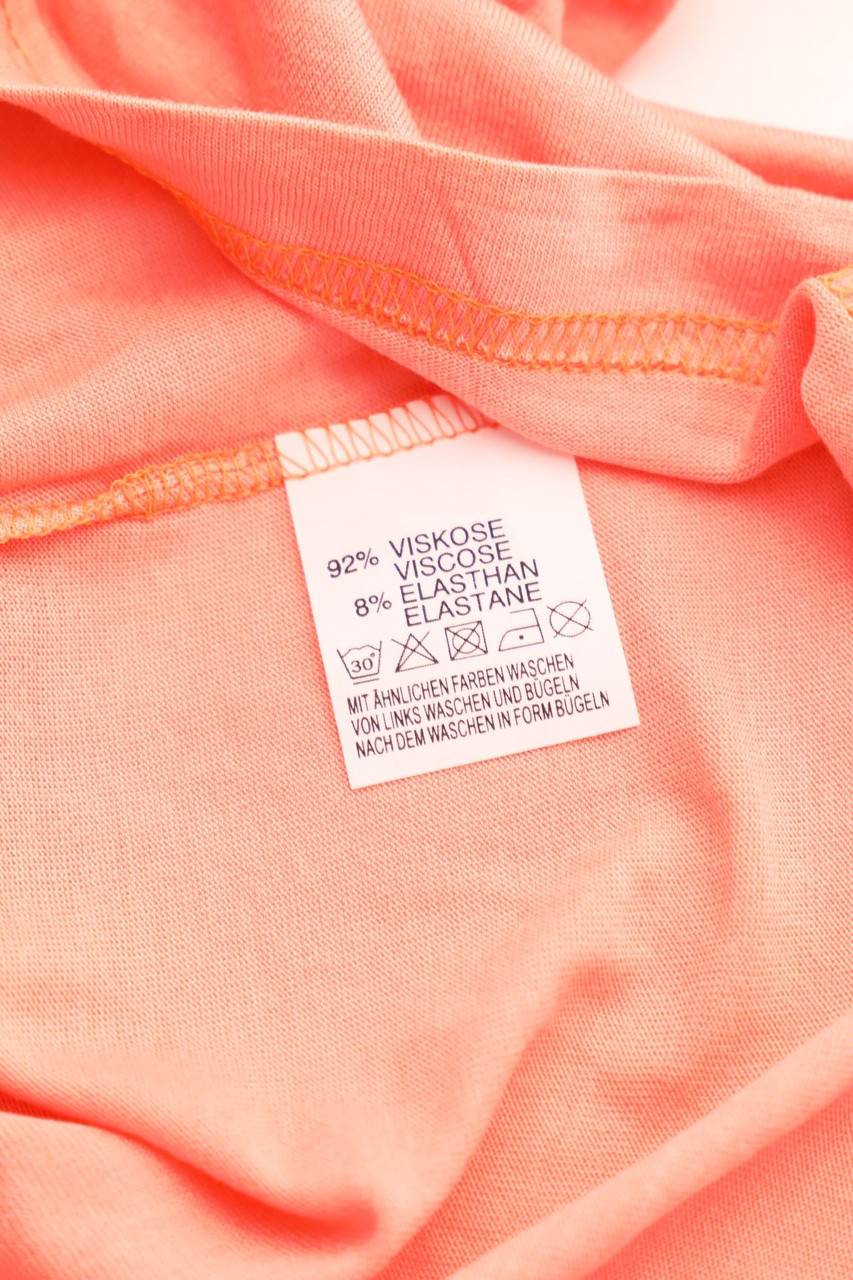 92% VISKOSE
VISCOSE
8% ELASTHAN
ELASTANE
30°
MIT ÄHNLICHEN FARBEN WASCHEN
VON LINKS WASCHEN UND BÜGELN
NACH DEM WASCHEN IN FORM BÜGELN